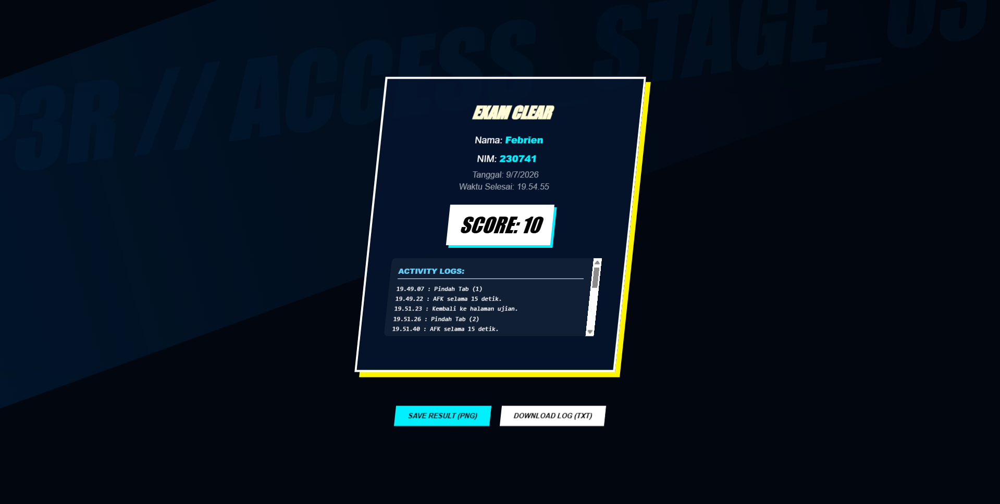 P3R // ACCESS_STAGE_03
EXAM CLEAR
Nama: Febrien
NIM: 230741
Tanggal: 9/7/2026
Waktu Selesai: 19.54.55
SCORE: 10
ACTIVITY LOGS:
19.49.07 : Pindah Tab (1)
19.49.22 : AFK selama 15 detik.
19.51.23 : Kembali ke halaman ujian.
19.51.26 : Pindah Tab (2)
19.51.40 : AFK selama 15 detik.
SAVE RESULT (PNG)
DOWNLOAD LOG (TXT)